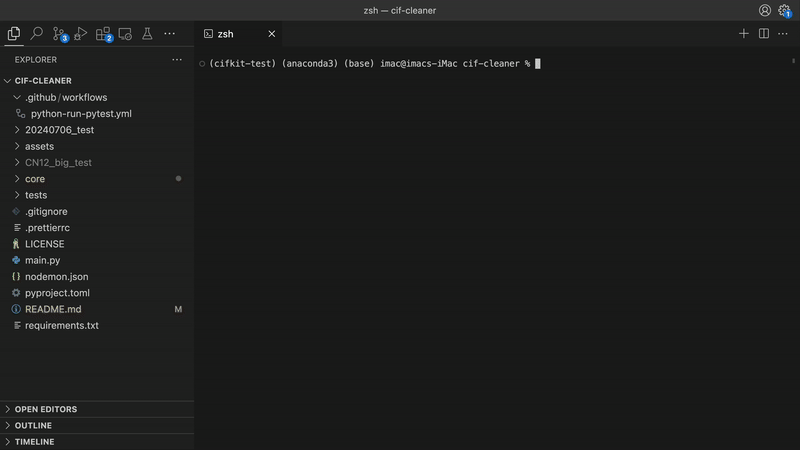 zsh — cif-cleaner
1
3
2
zsh
EXPLORER
CIF-CLEANER
.github/workflows
python-run-pytest.yml
20240706_test
assets
CN12_big_test
core
tests
.gitignore
.prettierrc
LICENSE
main.py
nodemon.json
pyproject.toml
README.md M
requirements.txt
OPEN EDITORS
OUTLINE
TIMELINE
(cifkit-test) (anaconda3) (base) imac@imacs-iMac cif-cleaner %